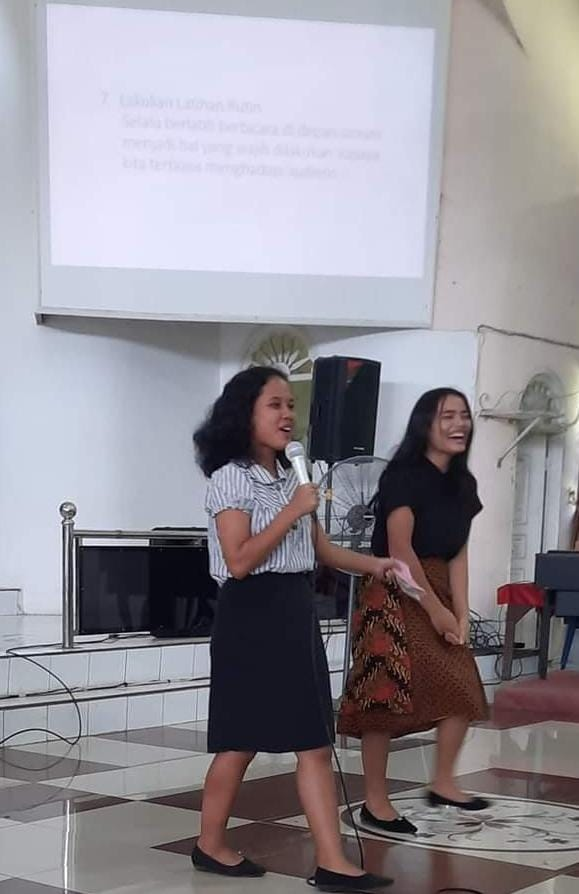 7. Lakukan Latihan Rutin
Selalu berlatih berbicara di depan umum
menjadi hal yang wajib dilakukan supaya
kita terbiasa menghadapi audiens